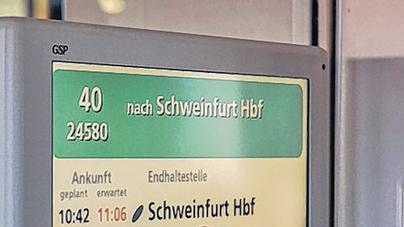 GSP
40 nach Schweinfurt Hbf
24580
Ankunft Endhaltestelle
geplant erwartet
10:42 11:06 Schweinfurt Hbf